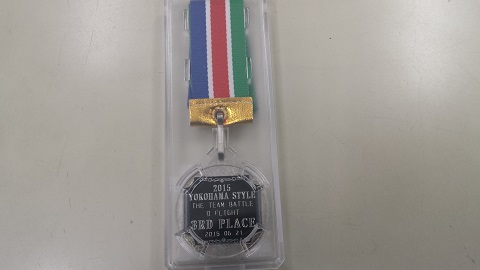 2015
YOKOHAMA STYLE
THE TEAM BATTLE
D FLIGHT
3RD PLACE
2015.06.21